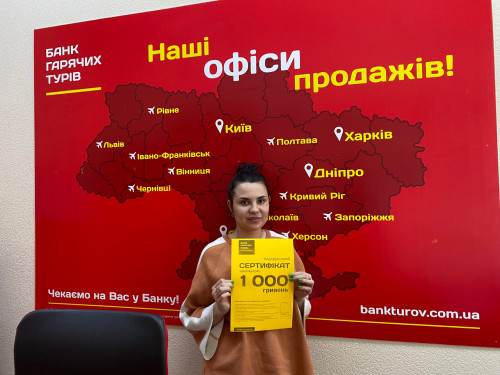 БАНК
ГАРЯЧИХ
ТУРІВ
Наші
офіси
продажів!
Рівне
Київ
Харків
Львів
Полтава
Івано-Франківськ
Вінниця
Дніпро
Чернівці
Кривий Ріг
колаїв
Запоріжжя
Херсон
СЕРТИФІКАТ
1 000
гривень
Чекаємо на Вас у Банку!
bankturov.com.ua